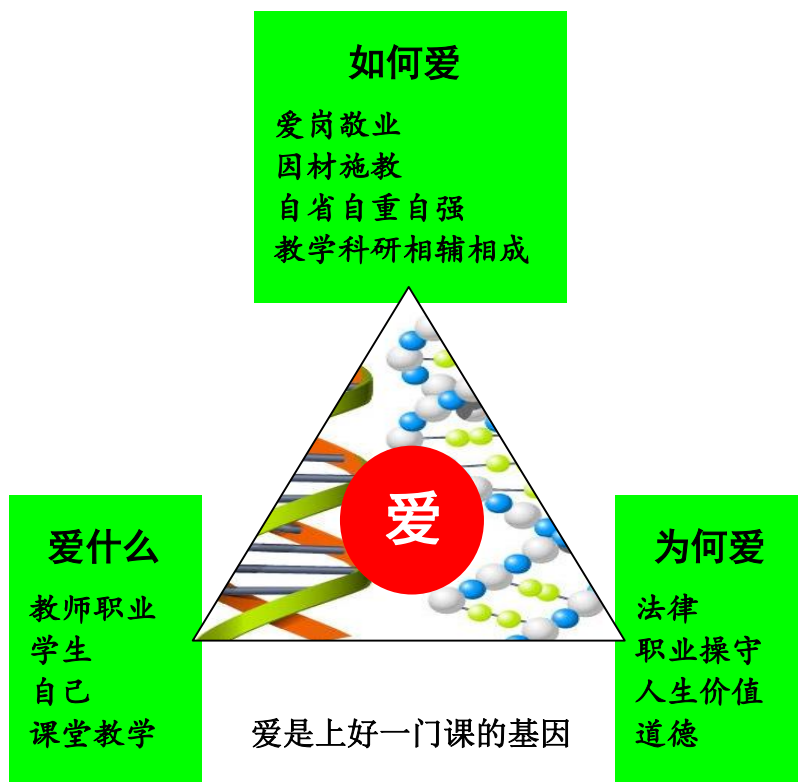 如何爱
爱岗敬业
因材施教
自省自重自强
教学科研相辅相成
爱
爱什么
教师职业
学生
自己
课堂教学
为何爱
法律
职业操守
人生价值
道德
爱是上好一门课的基因